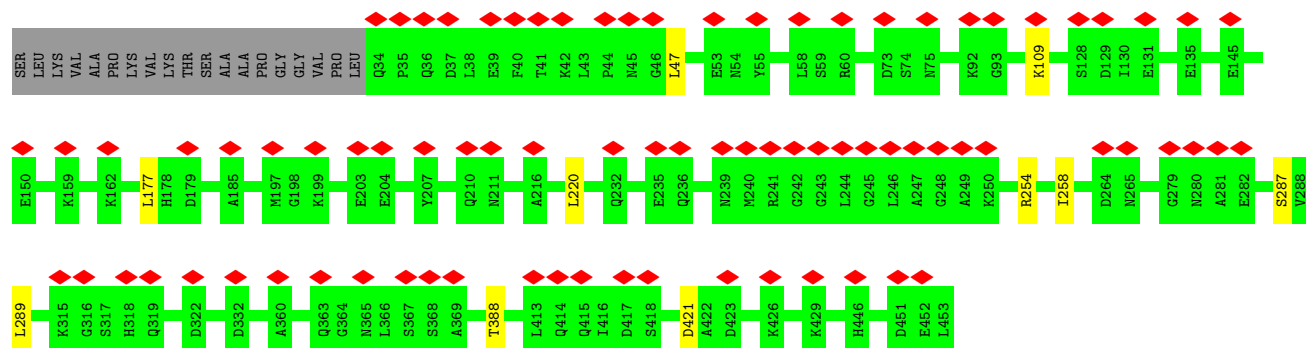 SER LEU LYS VAL ALA PRO LYS VAL LYS THR SER ALA ALA PRO GLY GLY VAL PRO LEU Q34 P35 Q36 D37 L38 E39 F40 T41 K42 L43 P44 N45 G46 L47 E53 N54 Y55 L58 S59 R60 D73 S74 N75 K92 G93 K109 S128 D129 I130 E131 E135 E145
E150 K159 K162 L177 H178 D179 A185 M197 G198 K199 E203 E204 Y207 Q210 N211 A216 L220 Q232 E235 Q236 N239 M240 R241 G242 G243 L244 G245 L246 A247 G248 A249 K250 R254 I258 D264 N265 G279 N280 A281 E282 S287 V288
L289 K315 G316 S317 H318 Q319 D322 D332 A360 Q363 G364 N365 L366 S367 S368 A369 T388 L413 Q414 Q415 I416 D417 S418 D421 A422 D423 K426 K429 H446 D451 E452 L453